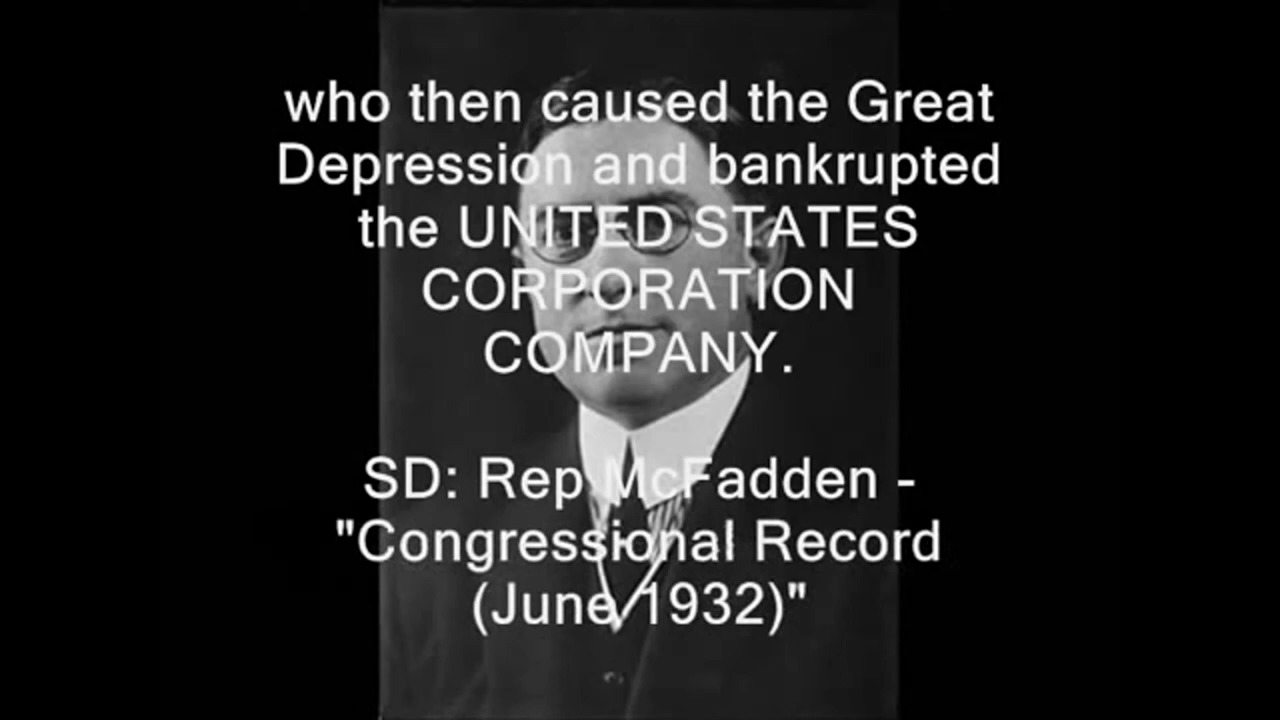 who then caused the Great
Depression and bankrupted
the UNITED STATES
CORPORATION
COMPANY.
SD: Rep McFadden -
"Congressional Record
(June 1932)"